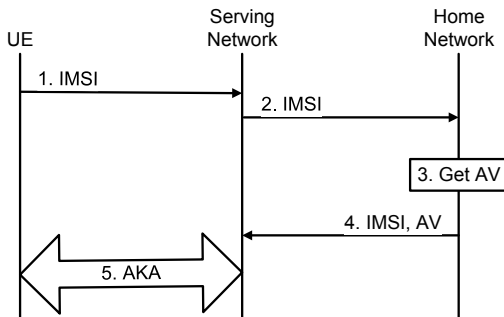 UE
Serving
Network
Home
Network
1. IMSI
2. IMSI
3. Get AV
4. IMSI, AV
5. AKA